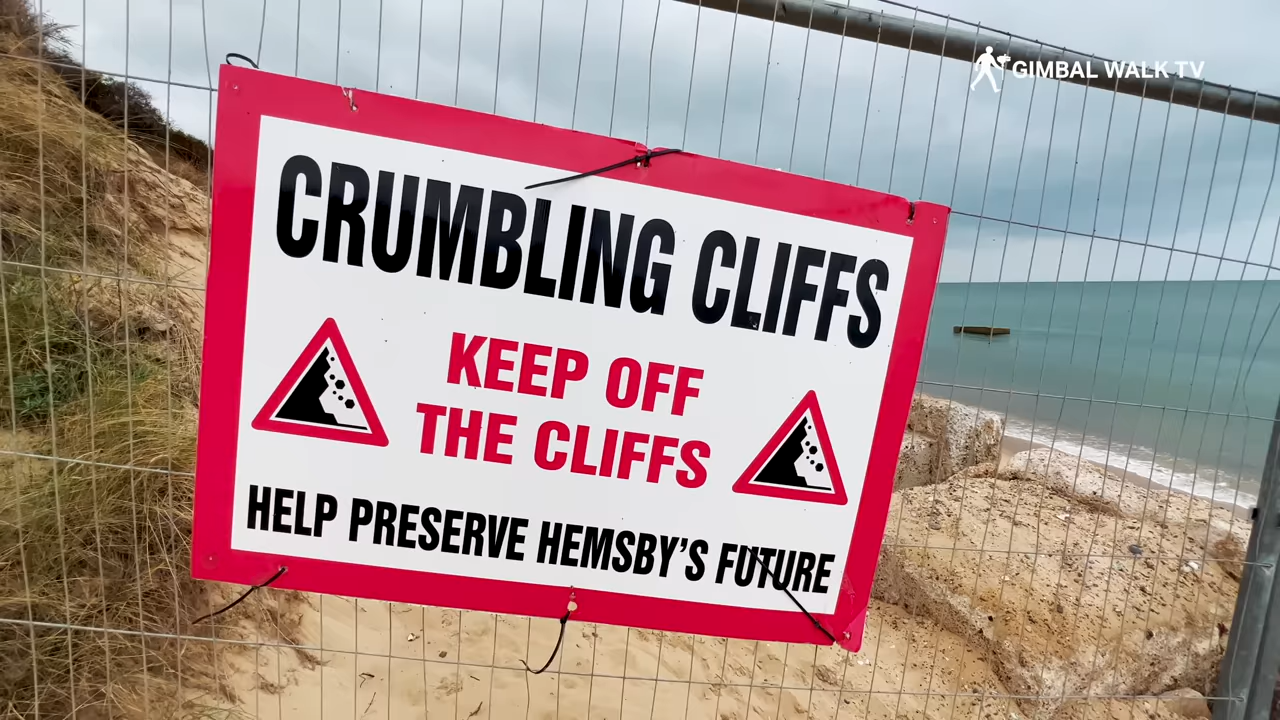 GIMBAL WALK TV
CRUMBLING CLIFFS
KEEP OFF
THE CLIFFS
HELP PRESERVE HEMSBY'S FUTURE